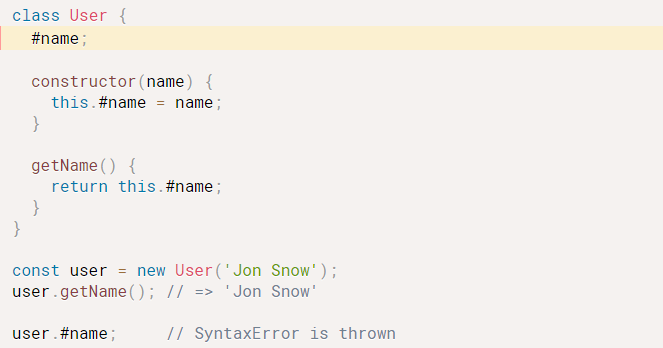 class User {
  #name;

  constructor(name) {
    this.#name = name;
  }

  getName() {
    return this.#name;
  }
}

const user = new User('Jon Snow');
user.getName(); // => 'Jon Snow'

user.#name;     // SyntaxError is thrown